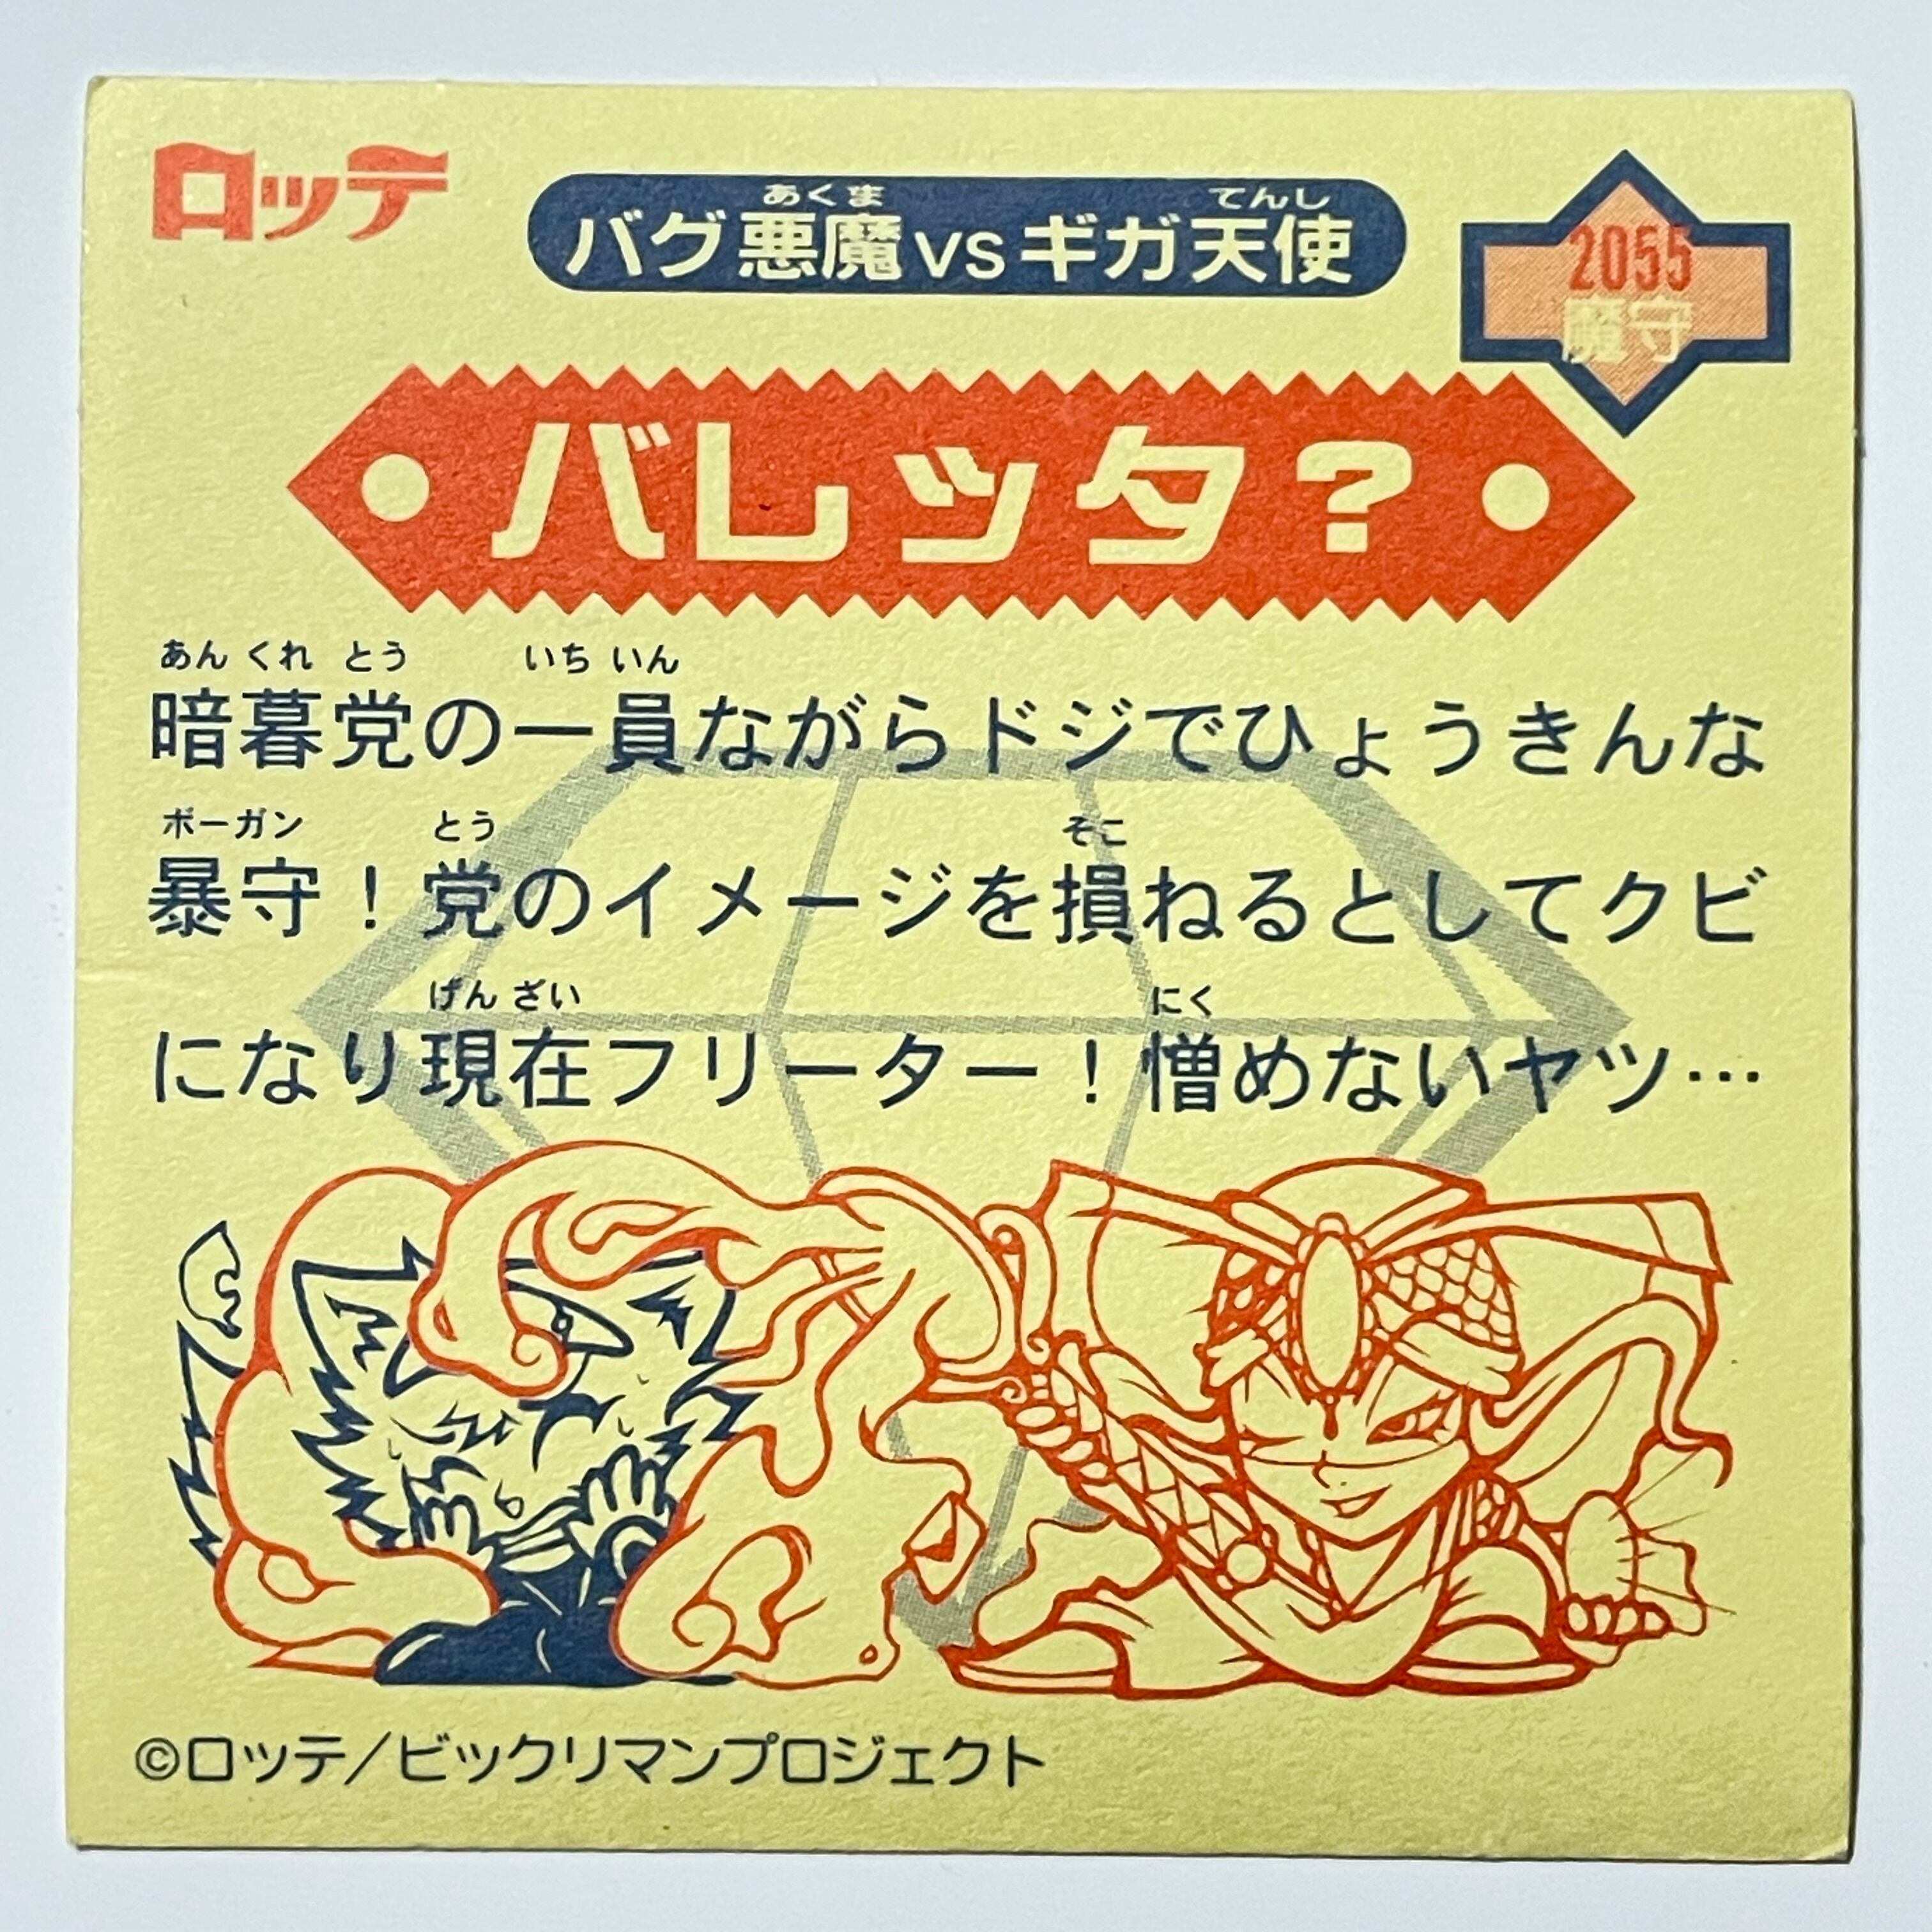 ロッテ
バグ悪魔vsギガ天使
あくま てんし
2055
魔守
バレッタ?
あん くれ とう いち いん
暗暮党の一員ながらドジでひょうきんな
ボーガン とう そこ
暴守!党のイメージを損ねるとしてクビ
げん ざい にく
になり現在フリーター!憎めないヤツ…
©ロッテ/ビックリマンプロジェクト